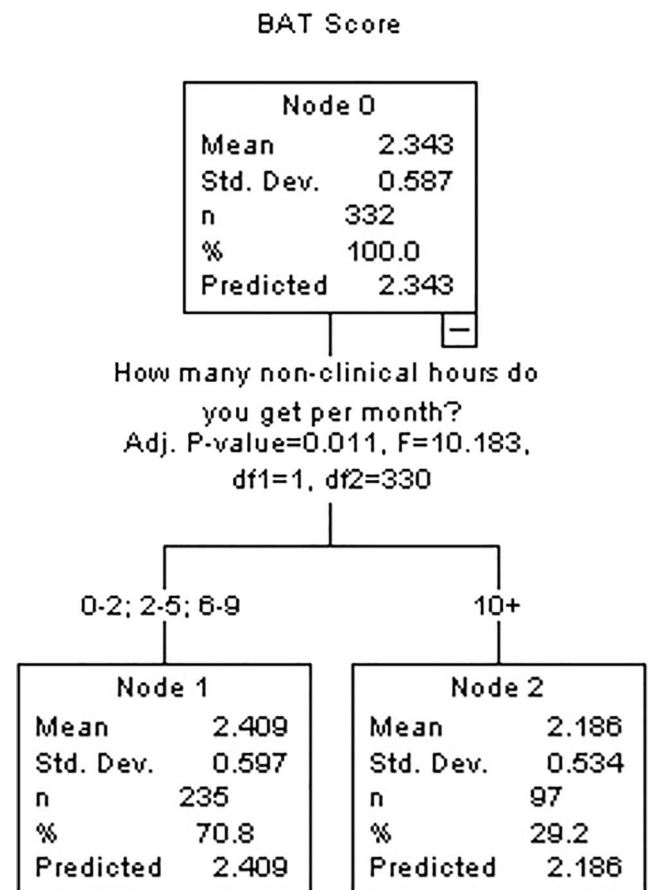 BAT Score
Node 0
Mean 2.343
Std. Dev. 0.587
n 332
% 100.0
Predicted 2.343
How many non-clinical hours do
you get per month?
Adj. P-value=0.011, F=10.183,
df1=1, df2=330
0-2; 2-5; 6-9
10+
Node 1
Mean 2.409
Std. Dev. 0.597
n 235
% 70.8
Predicted 2.409
Node 2
Mean 2.186
Std. Dev. 0.534
n 97
% 29.2
Predicted 2.186